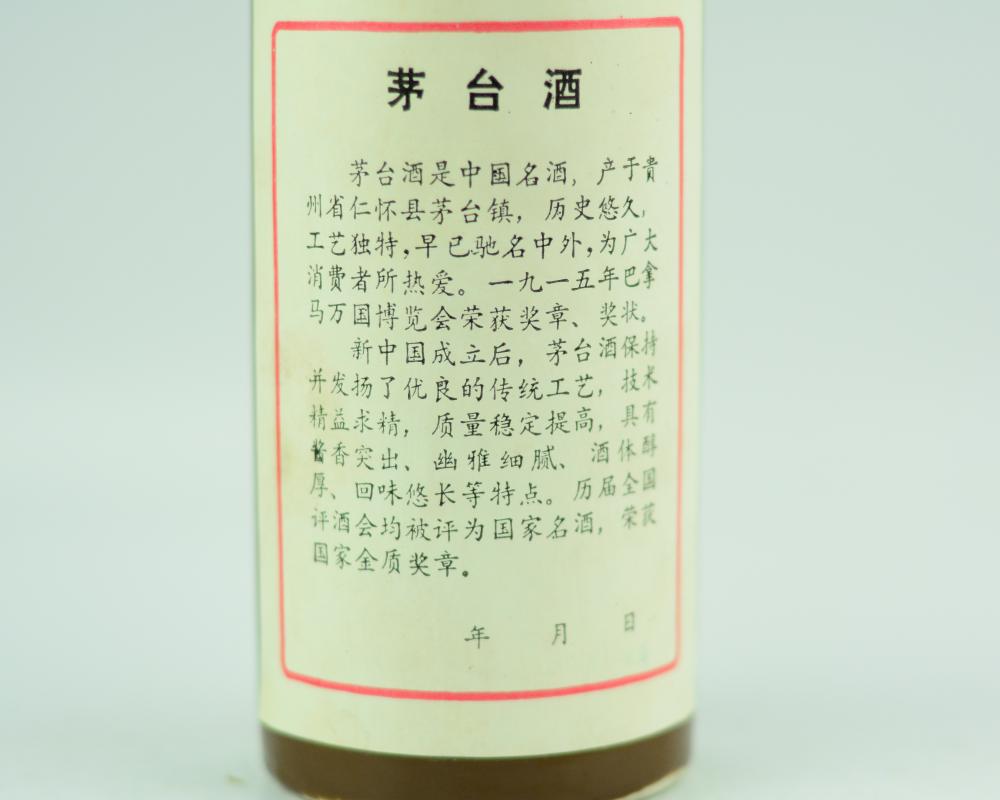 茅台酒
茅台酒是中国名酒，产于貴
州省仁怀县茅台镇，历史悠久，
工艺独特，早已驰名中外，为广大
消费者所热爱。一九一五年巴拿
马万国博览会荣获奖章、奖状。
新中国成立后，茅台酒保持
并发扬了优良的传统工艺，技术
精益求精，质量稳定提高，具有
酱香突出、幽雅细腻、酒体醇
厚、回味悠长等特点。历届全国
评酒会均被评为国家名酒，荣获
国家金质奖章。
年 月 日